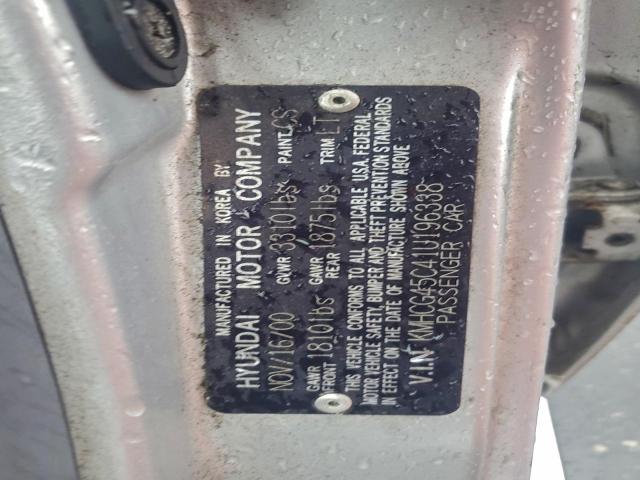 MANUFACTURED IN KOREA BY
HYUNDAI MOTOR COMPANY
NOV/16/00 GVWR 3310lbs PAINT CS
GAWR FRONT 1810lbs GAWR REAR 1875lbs TRIM LT
THIS VEHICLE CONFORMS TO ALL APPLICABLE U.S.A. FEDERAL
MOTOR VEHICLE SAFETY, BUMPER AND THEFT PREVENTION STANDARDS
IN EFFECT ON THE DATE OF MANUFACTURE SHOWN ABOVE
V.I.N KMHCG45C41U196338
PASSENGER CAR